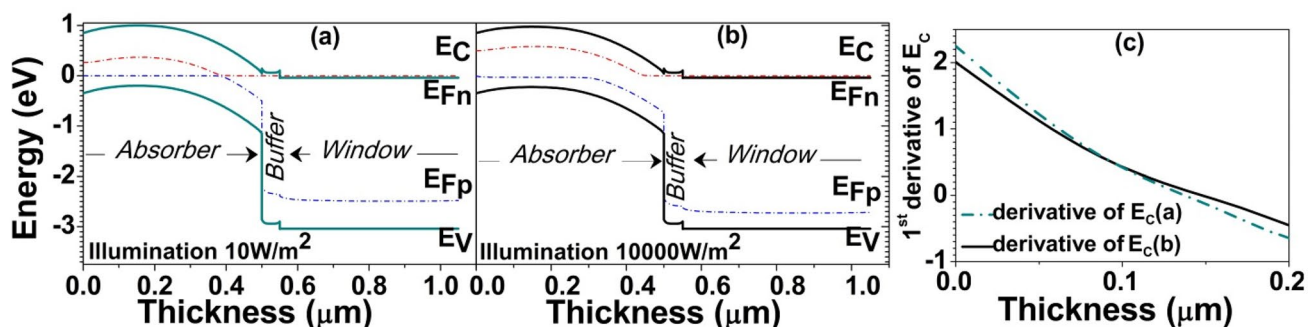 (a)
E_C
E_Fn
Absorber
Buffer
Window
E_Fp
E_V
Illumination 10W/m²
1
0
-1
-2
-3
Energy (eV)
0.0 0.2 0.4 0.6 0.8 1.0
Thickness (μm)
(b)
E_C
E_Fn
Absorber
Buffer
Window
E_Fp
E_V
Illumination 10000W/m²
0.0 0.2 0.4 0.6 0.8 1.0
Thickness (μm)
(c)
2
1
0
-1
1ˢᵗ derivative of E_C
derivative of E_C(a)
derivative of E_C(b)
0.0 0.1 0.2
Thickness (μm)